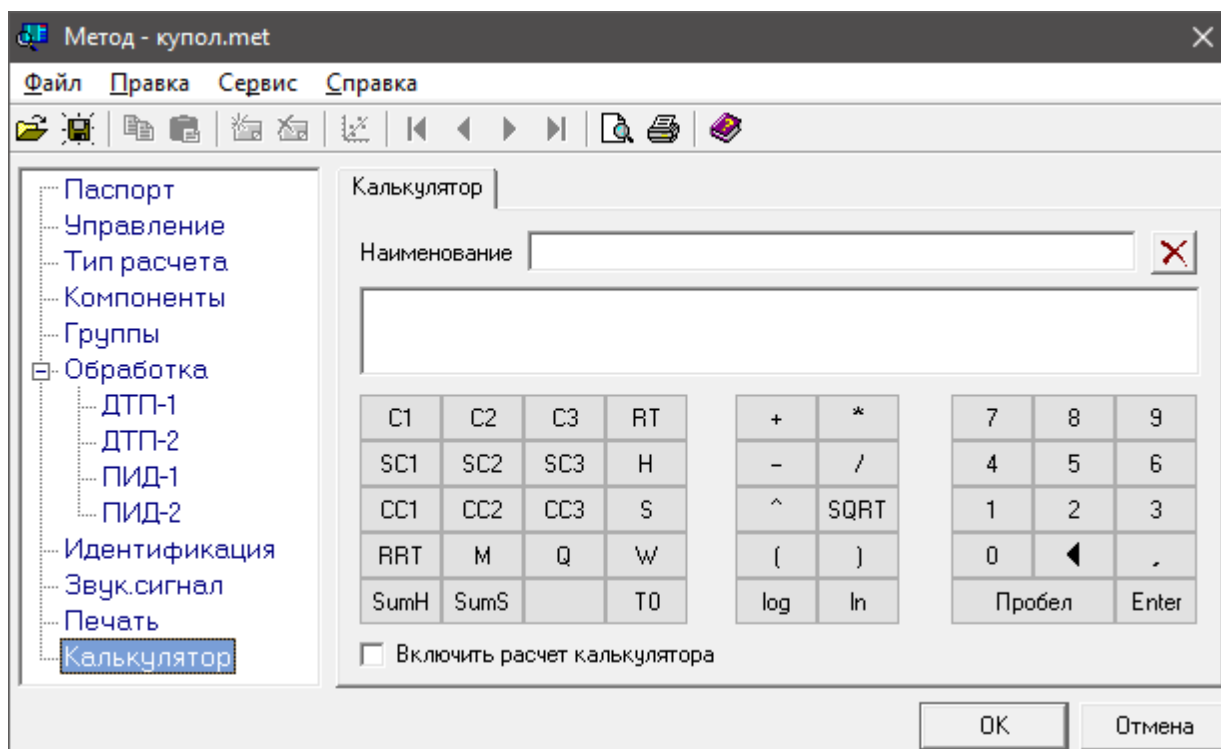 Метод - купол.met
Файл Правка Сервис Справка
Паспорт
Управление
Тип расчета
Компоненты
Группы
Обработка
ДТП-1
ДТП-2
ПИД-1
ПИД-2
Идентификация
Звук.сигнал
Печать
Калькулятор
Калькулятор
Наименование
C1 C2 C3 RT + * 7 8 9
SC1 SC2 SC3 H - / 4 5 6
CC1 CC2 CC3 S ^ SQRT 1 2 3
RRT M Q W ( ) 0 ,
SumH SumS T0 log ln Пробел Enter
Включить расчет калькулятора
OK Отмена